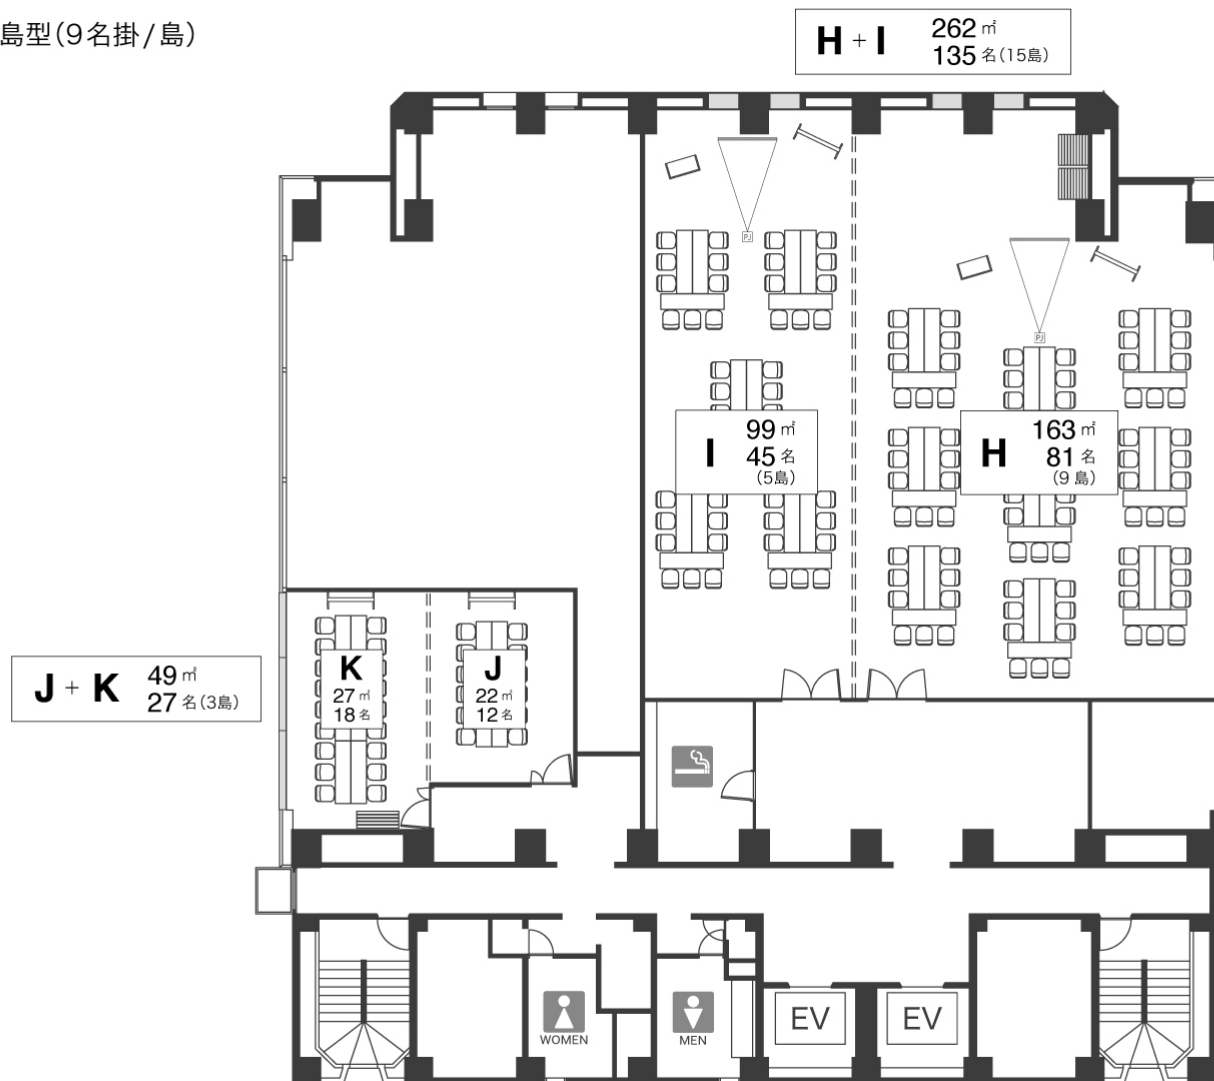 島型(9名掛/島)
H + I 262㎡
135名(15島)
PJ
PJ
I 99㎡
45名
(5島)
H 163㎡
81名
(9島)
J + K 49㎡
27名(3島)
K
27㎡
18名
J
22㎡
12名
WOMEN
MEN
EV
EV